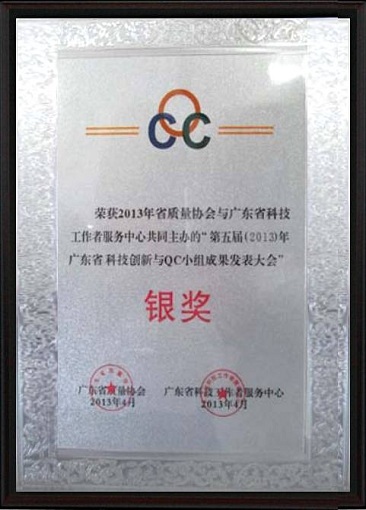 CC
荣获2013年省质量协会与广东省科技
工作者服务中心共同主办的“第五届(2013)年
广东省科技创新与QC小组成果发表大会”
银奖
广东省质量协会 广东省科技工作者服务中心
2013年4月 2013年4月